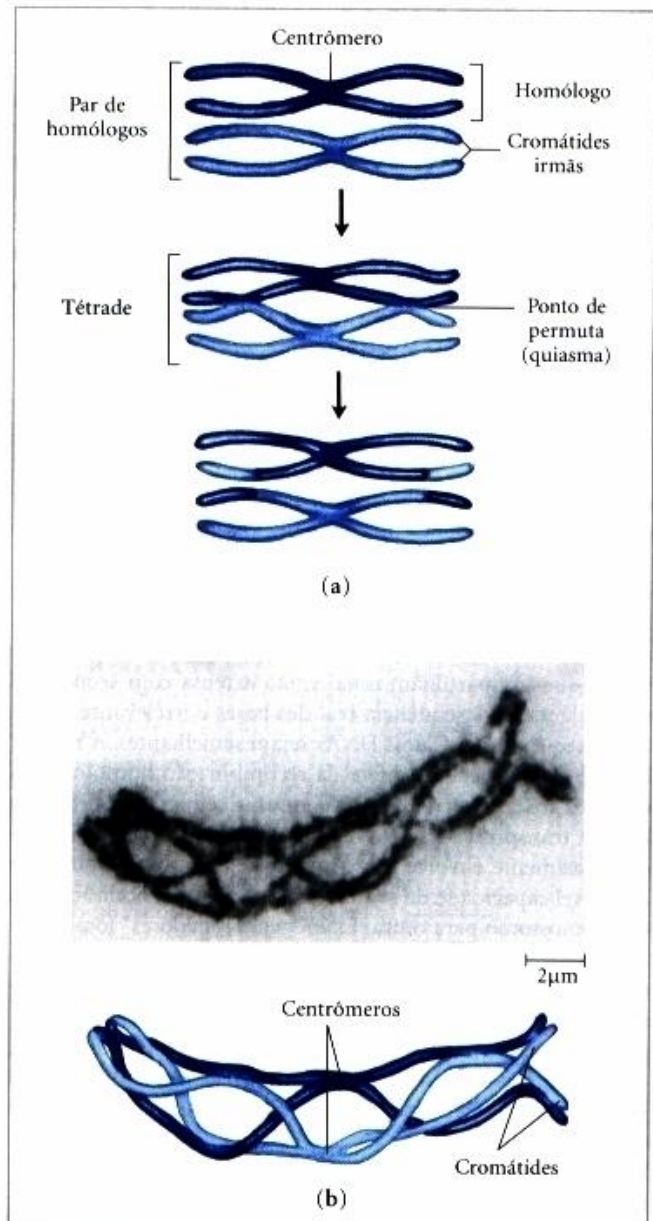 Centrômero
Par de
homólogos
Homólogo
Cromátides
irmãs
Tétrade
Ponto de
permuta
(quiasma)
(a)
2μm
Centrômeros
Cromátides
(b)